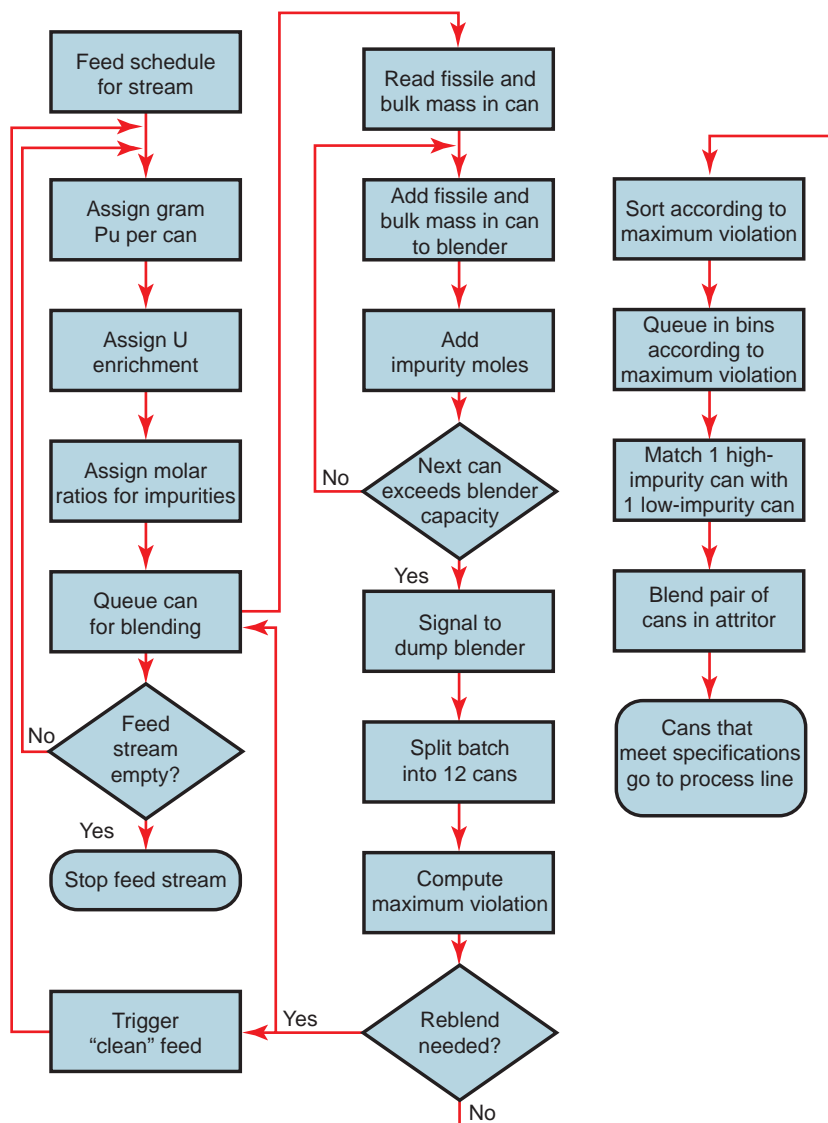 Feed schedule
for stream
Assign gram
Pu per can
Assign U
enrichment
Assign molar
ratios for impurities
Queue can
for blending
No
Feed
stream
empty?
Yes
Stop feed stream
Trigger
“clean” feed
Read fissile and
bulk mass in can
Add fissile and
bulk mass in can
to blender
Add
impurity moles
No
Next can
exceeds blender
capacity
Yes
Signal to
dump blender
Split batch
into 12 cans
Compute
maximum violation
Yes
Reblend
needed?
No
Sort according to
maximum violation
Queue in bins
according to
maximum violation
Match 1 high-
impurity can with
1 low-impurity can
Blend pair of
cans in attritor
Cans that
meet specifications
go to process line